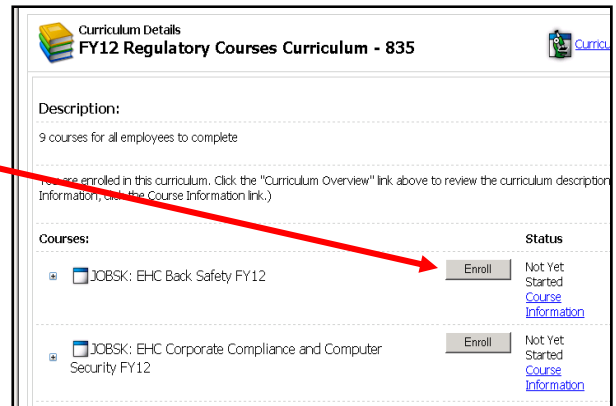 Curriculum Details
FY12 Regulatory Courses Curriculum - 835
Description:
9 courses for all employees to complete
are enrolled in this curriculum. Click the "Curriculum Overview" link above to review the curriculum description
Information, click the Course Information link.)
Courses:
Status
JOBSK: EHC Back Safety FY12
Enroll
Not Yet
Started
Course
Information
JOBSK: EHC Corporate Compliance and Computer
Security FY12
Enroll
Not Yet
Started
Course
Information